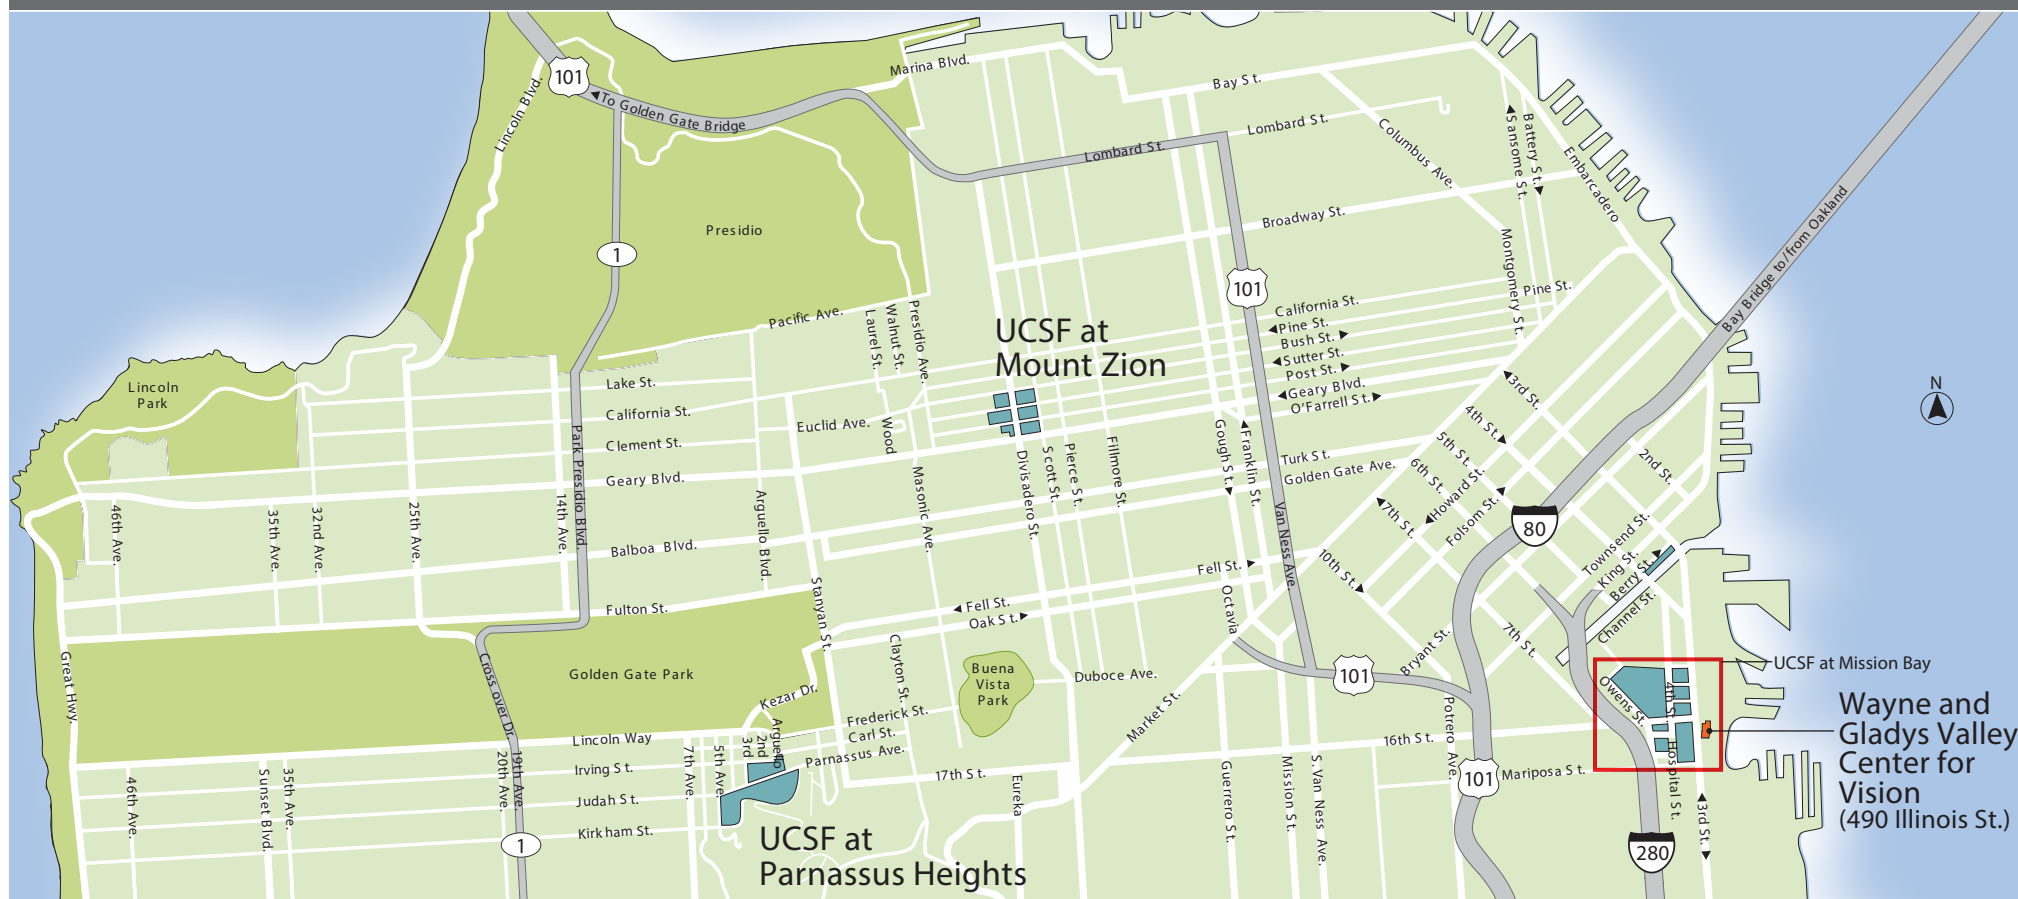 101
To Golden Gate Bridge
Lincoln Blvd.
Marina Blvd.
Bay St.
Lombard St.
Lombard St.
Columbus Ave.
Sansome St.
Battery St.
Embarcadero
Broadway St.
Montgomery St.
Bay Bridge to/from Oakland
Presidio
1
101
Pacific Ave.
Laurel St.
Walnut St.
Presidio Ave.
UCSF at
Mount Zion
California St.
Pine St.
Pine St.
Bush St.
Sutter St.
Post St.
Geary Blvd.
O'Farrell St.
Lincoln
Park
Lake St.
California St.
Clement St.
Geary Blvd.
Euclid Ave.
Wood
Park Presidio Blvd.
Masonic Ave.
Divisadero St.
Scott St.
Pierce St.
Fillmore St.
Gough St.
Franklin St.
Van Ness Ave.
Turk St.
Golden Gate Ave.
3rd St.
4th St.
5th St.
6th St.
7th St.
Howard St.
Folsom St.
2nd St.
N
80
46th Ave.
35th Ave.
32nd Ave.
25th Ave.
14th Ave.
Arguello Blvd.
Balboa Blvd.
Fulton St.
Stanyan St.
Fell St.
Fell St.
Oak St.
10th St.
Octavia
Townsend St.
King St.
Berry St.
Channel St.
7th St.
Bryant St.
Great Hwy.
Cross over Dr.
Golden Gate Park
Kezar Dr.
Clayton St.
Buena
Vista
Park
Duboce Ave.
Market St.
101
UCSF at Mission Bay
Owens St.
4th St.
Hospital St.
Wayne and
Gladys Valley
Center for
Vision
(490 Illinois St.)
Lincoln Way
Irving St.
Judah St.
Kirkham St.
Frederick St.
Carl St.
Parnassus Ave.
Arguello
2nd
3rd
5th Ave.
7th Ave.
19th Ave.
20th Ave.
35th Ave.
Sunset Blvd.
46th Ave.
17th St.
Eureka
16th St.
Mariposa St.
Potrero Ave.
101
Guerrero St.
Mission St.
S. Van Ness Ave.
3rd St.
280
1
UCSF at
Parnassus Heights